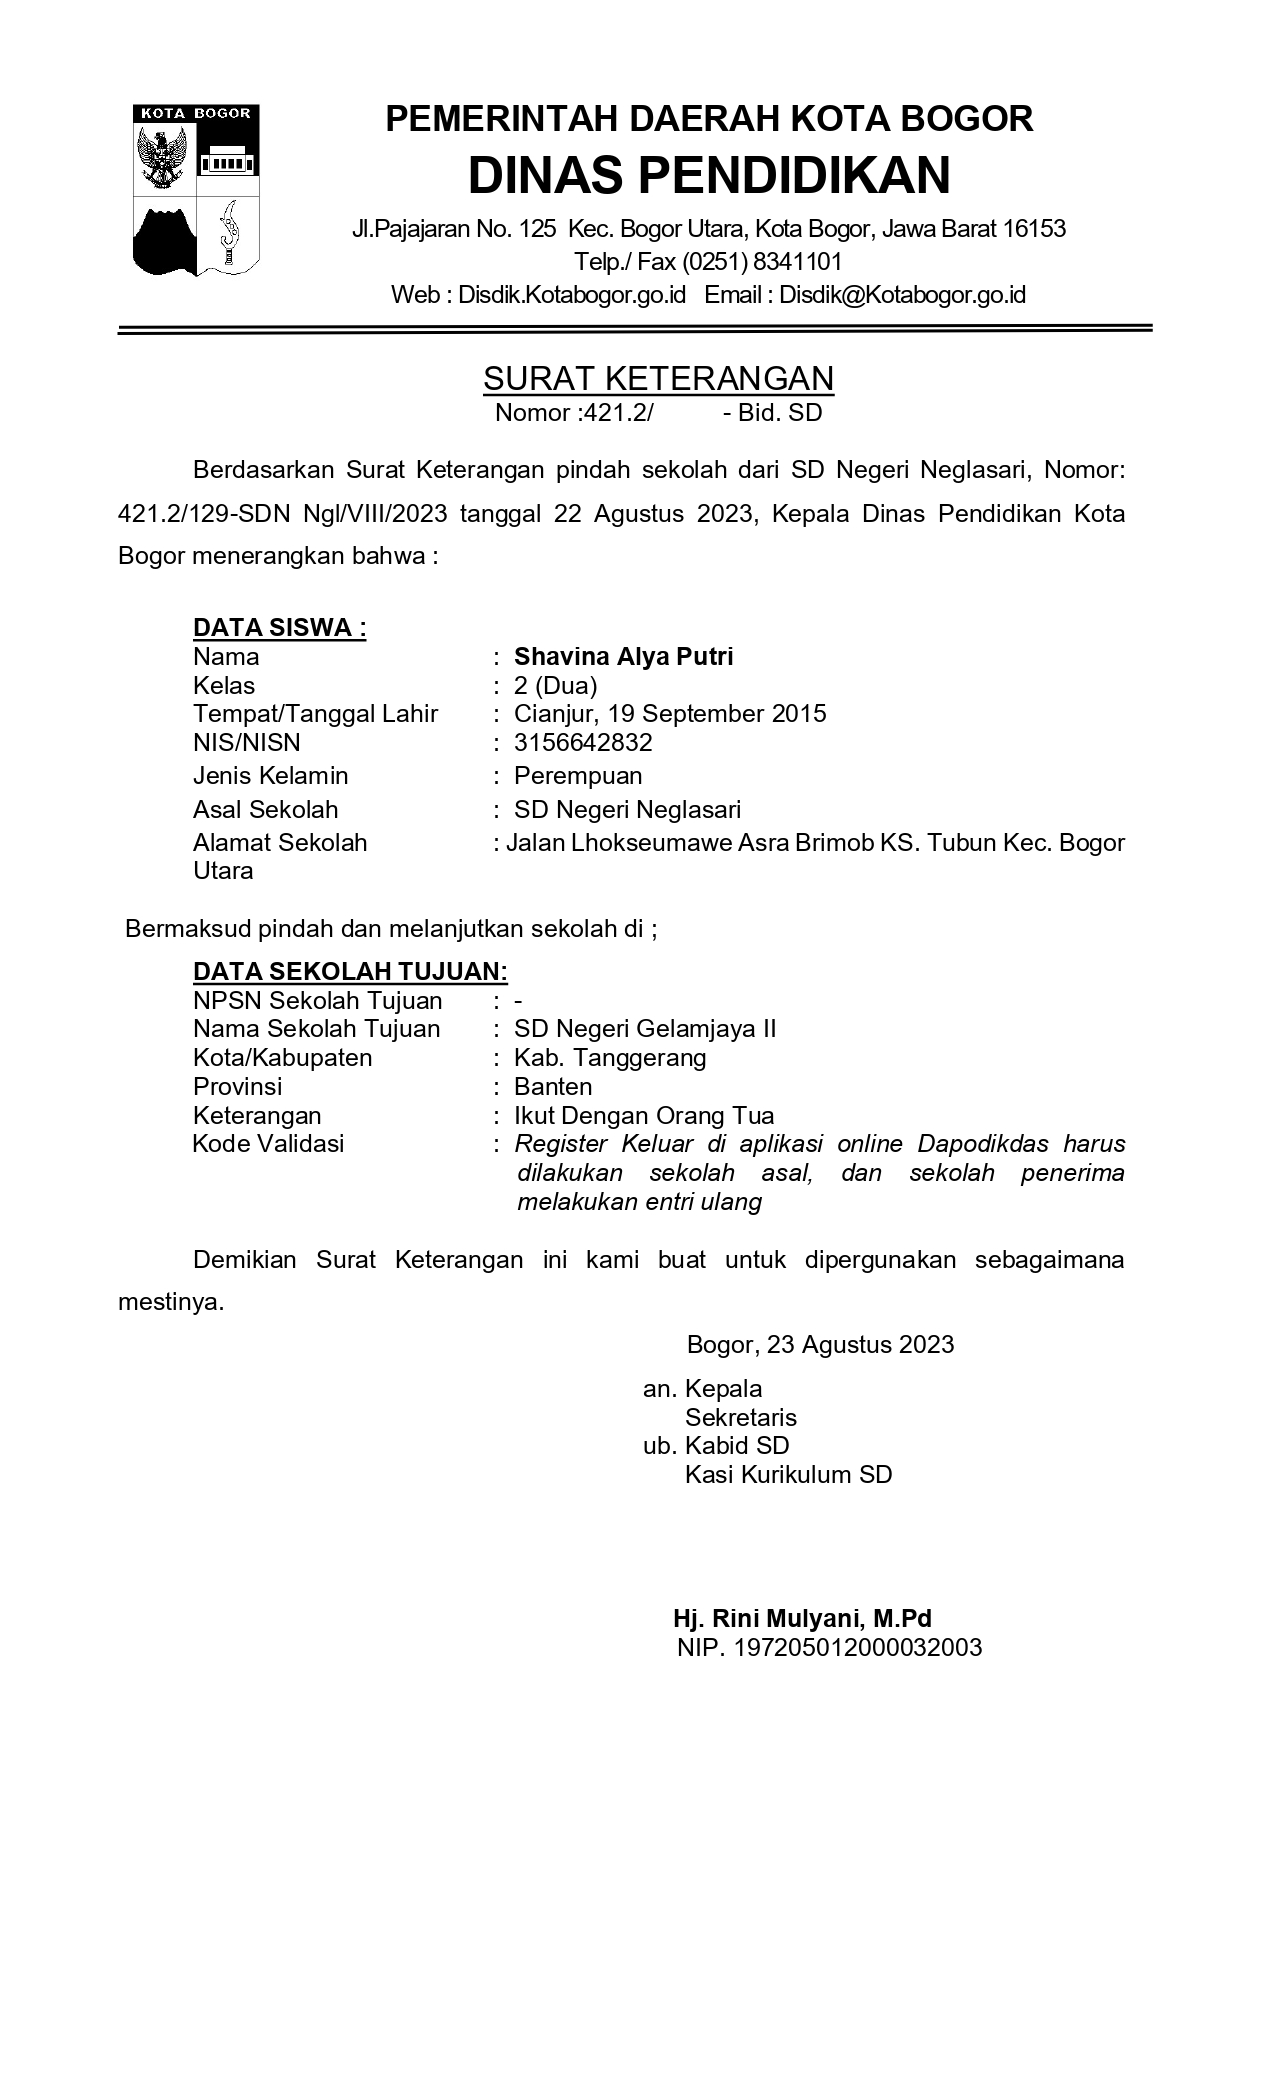 KOTA BOGOR
PEMERINTAH DAERAH KOTA BOGOR
DINAS PENDIDIKAN
Jl.Pajajaran No. 125 Kec. Bogor Utara, Kota Bogor, Jawa Barat 16153
Telp./ Fax (0251) 8341101
Web : Disdik.Kotabogor.go.id Email : Disdik@Kotabogor.go.id
SURAT KETERANGAN
Nomor :421.2/ - Bid. SD
Berdasarkan Surat Keterangan pindah sekolah dari SD Negeri Neglasari, Nomor:
421.2/129-SDN Ngl/VIII/2023 tanggal 22 Agustus 2023, Kepala Dinas Pendidikan Kota
Bogor menerangkan bahwa :
DATA SISWA :
Nama : Shavina Alya Putri
Kelas : 2 (Dua)
Tempat/Tanggal Lahir : Cianjur, 19 September 2015
NIS/NISN : 3156642832
Jenis Kelamin : Perempuan
Asal Sekolah : SD Negeri Neglasari
Alamat Sekolah : Jalan Lhokseumawe Asra Brimob KS. Tubun Kec. Bogor
Utara
Bermaksud pindah dan melanjutkan sekolah di ;
DATA SEKOLAH TUJUAN:
NPSN Sekolah Tujuan : -
Nama Sekolah Tujuan : SD Negeri Gelamjaya II
Kota/Kabupaten : Kab. Tanggerang
Provinsi : Banten
Keterangan : Ikut Dengan Orang Tua
Kode Validasi : Register Keluar di aplikasi online Dapodikdas harus
dilakukan sekolah asal, dan sekolah penerima
melakukan entri ulang
Demikian Surat Keterangan ini kami buat untuk dipergunakan sebagaimana
mestinya.
Bogor, 23 Agustus 2023
an. Kepala
Sekretaris
ub. Kabid SD
Kasi Kurikulum SD
Hj. Rini Mulyani, M.Pd
NIP. 197205012000032003